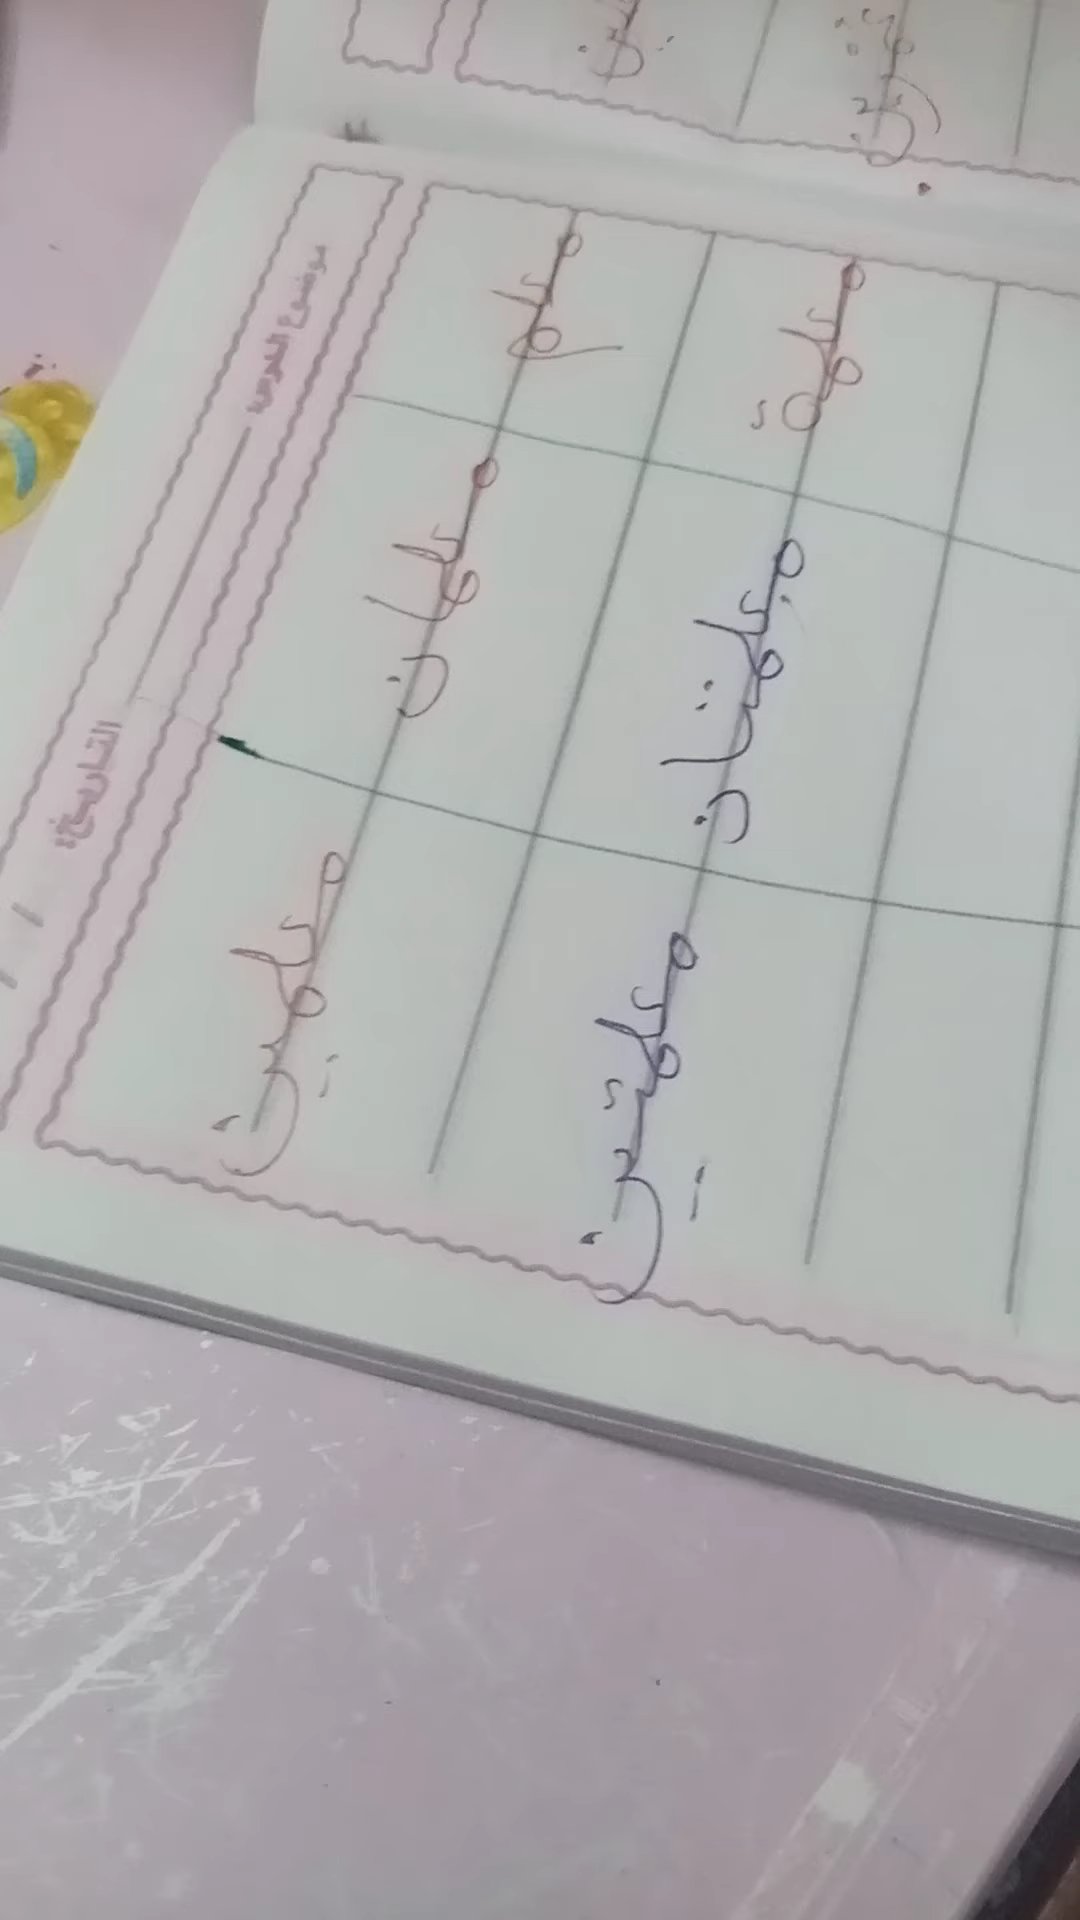 موضوع الدرس:
التاريخ:
معلم معلمان معلمين
معلمة معلمتان معلمتين